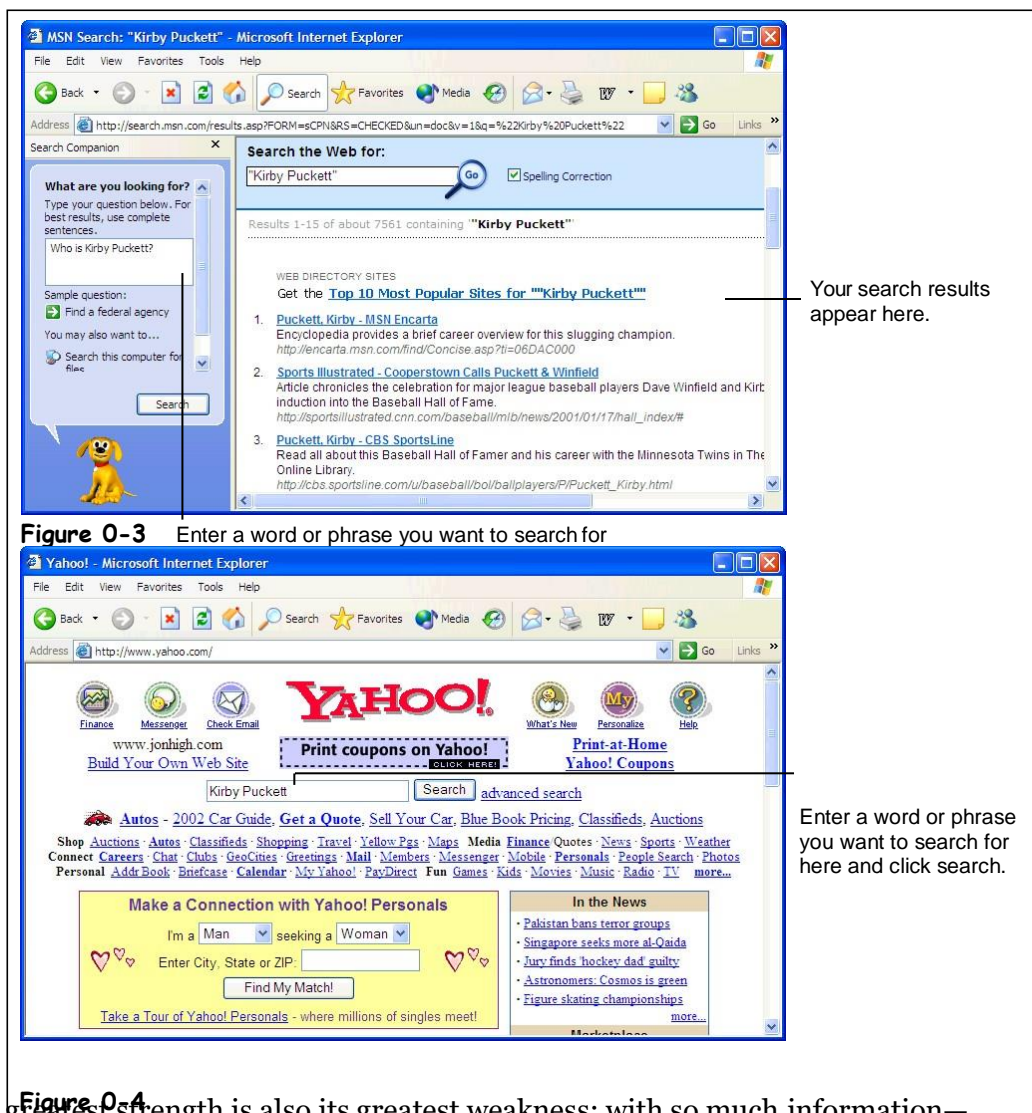 MSN Search: "Kirby Puckett" - Microsoft Internet Explorer
File Edit View Favorites Tools Help
Back Search Favorites Media
Address http://search.msn.com/results.asp?FORM=sCPN&RS=CHECKED&un=doc&v=1&q=%22Kirby%20Puckett%22 Go Links »
Search Companion
What are you looking for?
Type your question below. For
best results, use complete
sentences.
Who is Kirby Puckett?
Sample question:
Find a federal agency
You may also want to...
Search this computer for
files
Search
Search the Web for:
"Kirby Puckett" Go Spelling Correction
Results 1-15 of about 7561 containing "Kirby Puckett"
WEB DIRECTORY SITES
Get the Top 10 Most Popular Sites for ""Kirby Puckett""
1. Puckett, Kirby - MSN Encarta
Encyclopedia provides a brief career overview for this slugging champion.
http://encarta.msn.com/find/Concise.asp?ti=06DAC000
2. Sports Illustrated - Cooperstown Calls Puckett & Winfield
Article chronicles the celebration for major league baseball players Dave Winfield and Kirb
induction into the Baseball Hall of Fame.
http://sportsillustrated.cnn.com/baseball/mlb/news/2001/01/17/hall_index/#
3. Puckett, Kirby - CBS SportsLine
Read all about this Baseball Hall of Famer and his career with the Minnesota Twins in The
Online Library.
http://cbs.sportsline.com/u/baseball/bol/ballplayers/P/Puckett_Kirby.html
Your search results
appear here.
Figure 0-3 Enter a word or phrase you want to search for
Yahoo! - Microsoft Internet Explorer
File Edit View Favorites Tools Help
Back Search Favorites Media
Address http://www.yahoo.com/ Go Links »
Finance Messenger Check Email YAHOO! What's New My Personalize ? Help
www.jonhigh.com
Build Your Own Web Site
Print coupons on Yahoo!
CLICK HERE!
Print-at-Home
Yahoo! Coupons
Kirby Puckett Search advanced search
Autos - 2002 Car Guide, Get a Quote, Sell Your Car, Blue Book Pricing, Classifieds, Auctions
Shop Auctions · Autos · Classifieds · Shopping · Travel · Yellow Pgs · Maps Media Finance Quotes · News · Sports · Weather
Connect Careers · Chat · Clubs · GeoCities · Greetings · Mail · Members · Messenger · Mobile · Personals · People Search · Photos
Personal Addr Book · Briefcase · Calendar · My Yahoo! · PayDirect Fun Games · Kids · Movies · Music · Radio · TV more...
Make a Connection with Yahoo! Personals
I'm a Man seeking a Woman
Enter City, State or ZIP:
Find My Match!
Take a Tour of Yahoo! Personals - where millions of singles meet!
In the News
· Pakistan bans terror groups
· Singapore seeks more al-Qaida
· Jury finds 'hockey dad' guilty
· Astronomers: Cosmos is green
· Figure skating championships
more...
Marketplace
Enter a word or phrase
you want to search for
here and click search.
Figure 0-4
greatest strength is also its greatest weakness: with so much information—